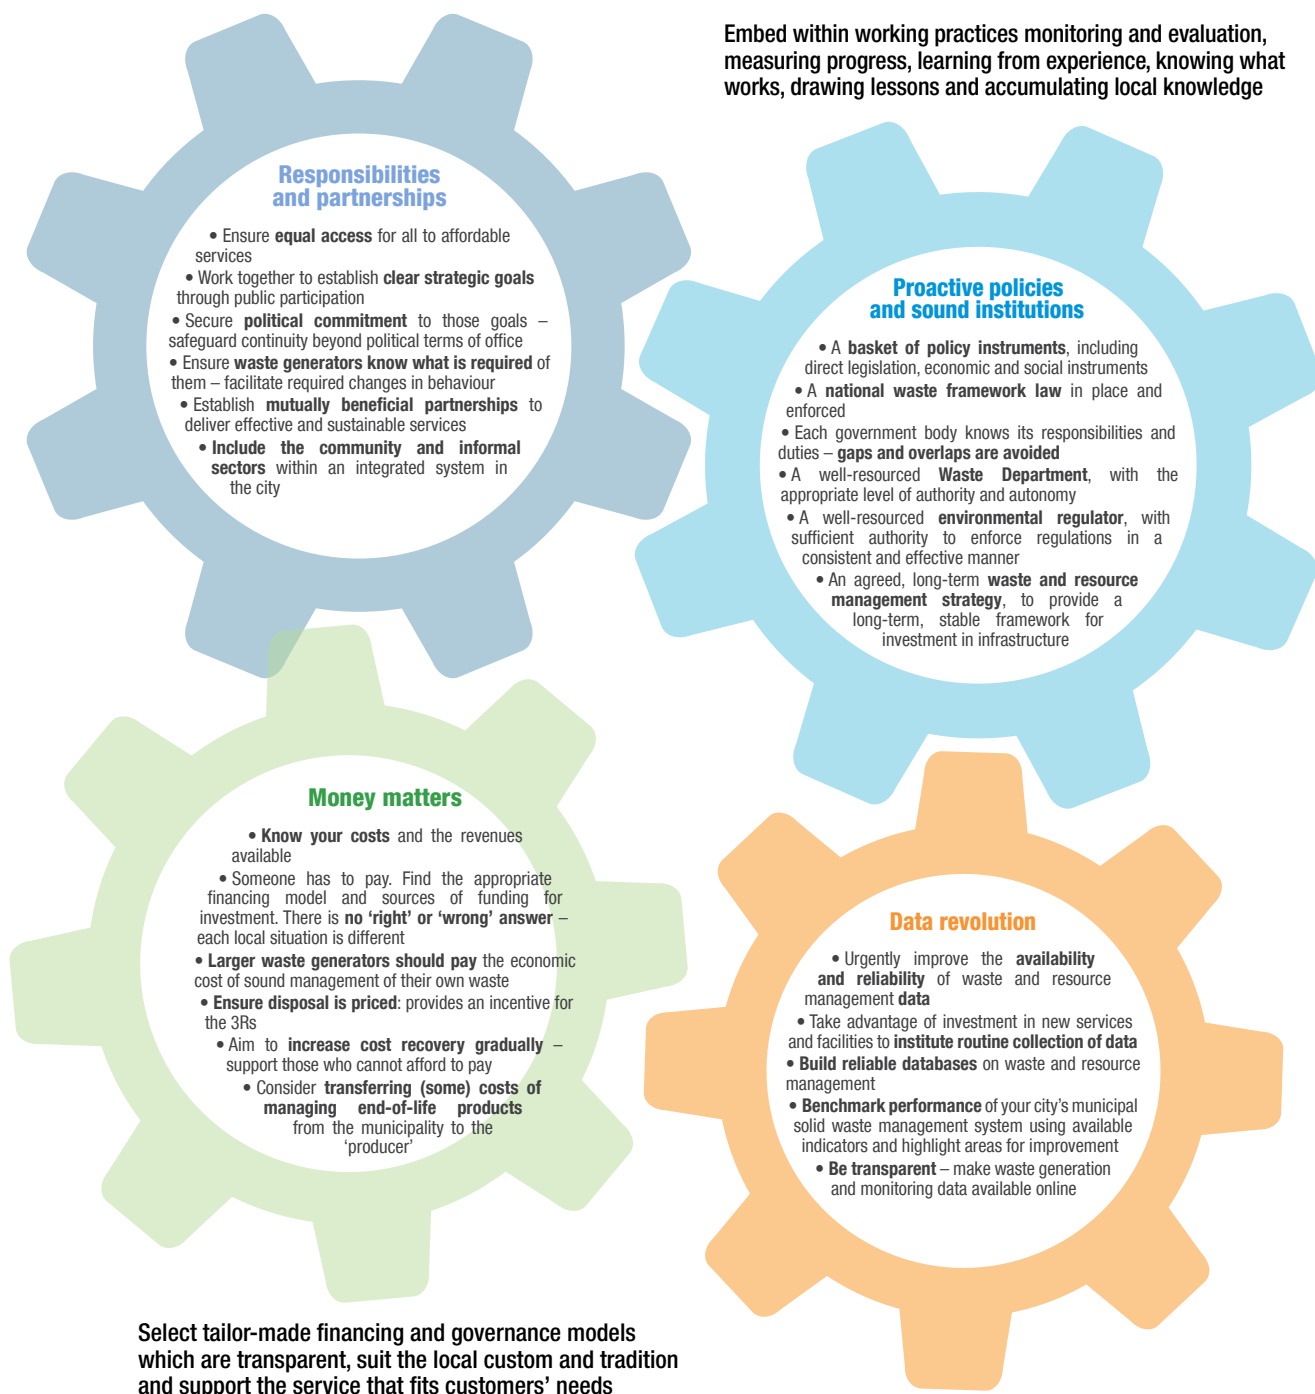 Embed within working practices monitoring and evaluation,
measuring progress, learning from experience, knowing what
works, drawing lessons and accumulating local knowledge
Responsibilities
and partnerships
• Ensure equal access for all to affordable
services
• Work together to establish clear strategic goals
through public participation
• Secure political commitment to those goals –
safeguard continuity beyond political terms of office
• Ensure waste generators know what is required of
them – facilitate required changes in behaviour
• Establish mutually beneficial partnerships to
deliver effective and sustainable services
• Include the community and informal
sectors within an integrated system in
the city
Proactive policies
and sound institutions
• A basket of policy instruments, including
direct legislation, economic and social instruments
• A national waste framework law in place and
enforced
• Each government body knows its responsibilities and
duties – gaps and overlaps are avoided
• A well-resourced Waste Department, with the
appropriate level of authority and autonomy
• A well-resourced environmental regulator, with
sufficient authority to enforce regulations in a
consistent and effective manner
• An agreed, long-term waste and resource
management strategy, to provide a
long-term, stable framework for
investment in infrastructure
Money matters
• Know your costs and the revenues
available
• Someone has to pay. Find the appropriate
financing model and sources of funding for
investment. There is no ‘right’ or ‘wrong’ answer –
each local situation is different
• Larger waste generators should pay the economic
cost of sound management of their own waste
• Ensure disposal is priced: provides an incentive for
the 3Rs
• Aim to increase cost recovery gradually –
support those who cannot afford to pay
• Consider transferring (some) costs of
managing end-of-life products
from the municipality to the
‘producer’
Data revolution
• Urgently improve the availability
and reliability of waste and resource
management data
• Take advantage of investment in new services
and facilities to institute routine collection of data
• Build reliable databases on waste and resource
management
• Benchmark performance of your city’s municipal
solid waste management system using available
indicators and highlight areas for improvement
• Be transparent – make waste generation
and monitoring data available online
Select tailor-made financing and governance models
which are transparent, suit the local custom and tradition
and support the service that fits customers’ needs